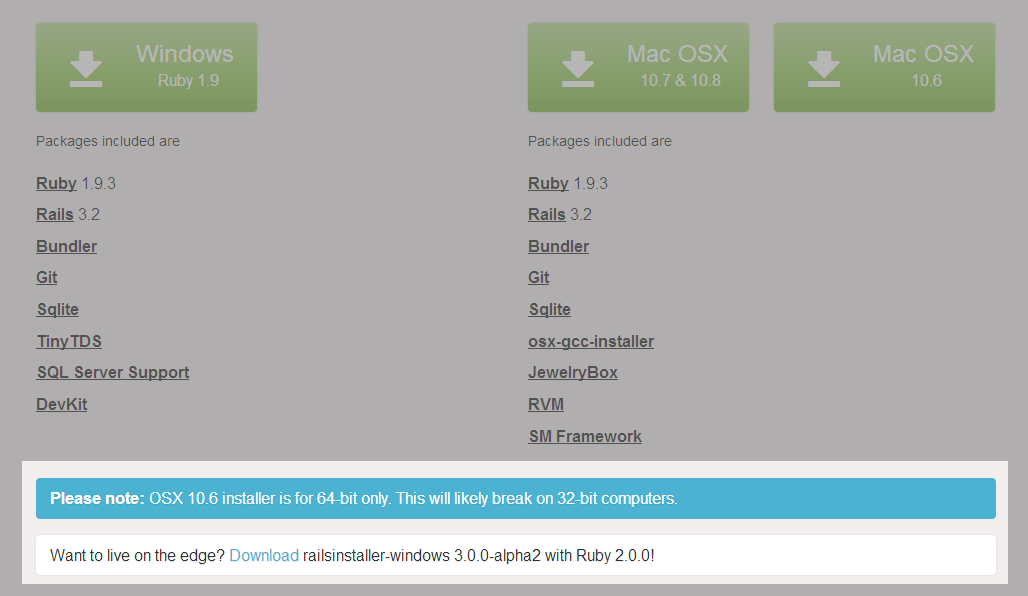 Windows
Ruby 1.9
Packages included are
Ruby 1.9.3
Rails 3.2
Bundler
Git
Sqlite
TinyTDS
SQL Server Support
DevKit
Mac OSX
10.7 & 10.8
Mac OSX
10.6
Packages included are
Ruby 1.9.3
Rails 3.2
Bundler
Git
Sqlite
osx-gcc-installer
JewelryBox
RVM
SM Framework
Please note: OSX 10.6 installer is for 64-bit only. This will likely break on 32-bit computers.
Want to live on the edge? Download railsinstaller-windows 3.0.0-alpha2 with Ruby 2.0.0!